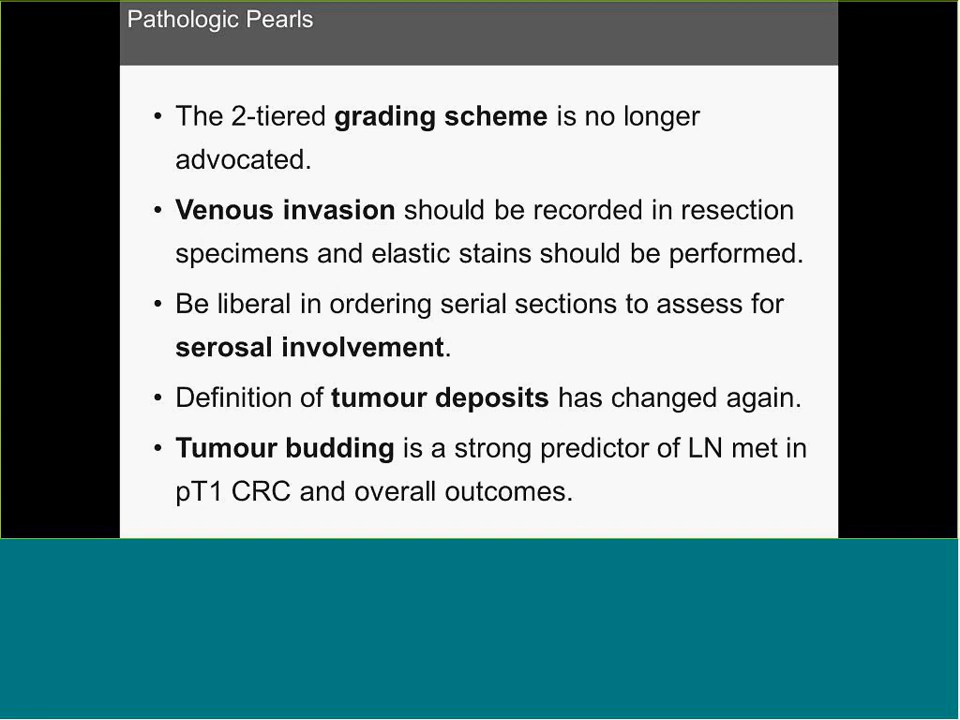 Pathologic Pearls
• The 2-tiered grading scheme is no longer
advocated.
• Venous invasion should be recorded in resection
specimens and elastic stains should be performed.
• Be liberal in ordering serial sections to assess for
serosal involvement.
• Definition of tumour deposits has changed again.
• Tumour budding is a strong predictor of LN met in
pT1 CRC and overall outcomes.